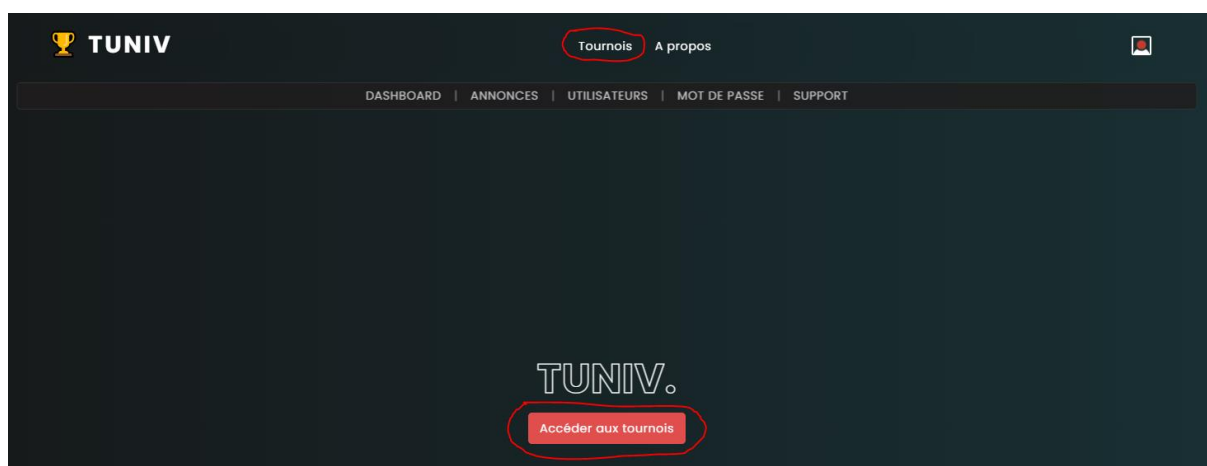 TUNIV
Tournois A propos
DASHBOARD | ANNONCES | UTILISATEURS | MOT DE PASSE | SUPPORT
TUNIV.
Accéder aux tournois